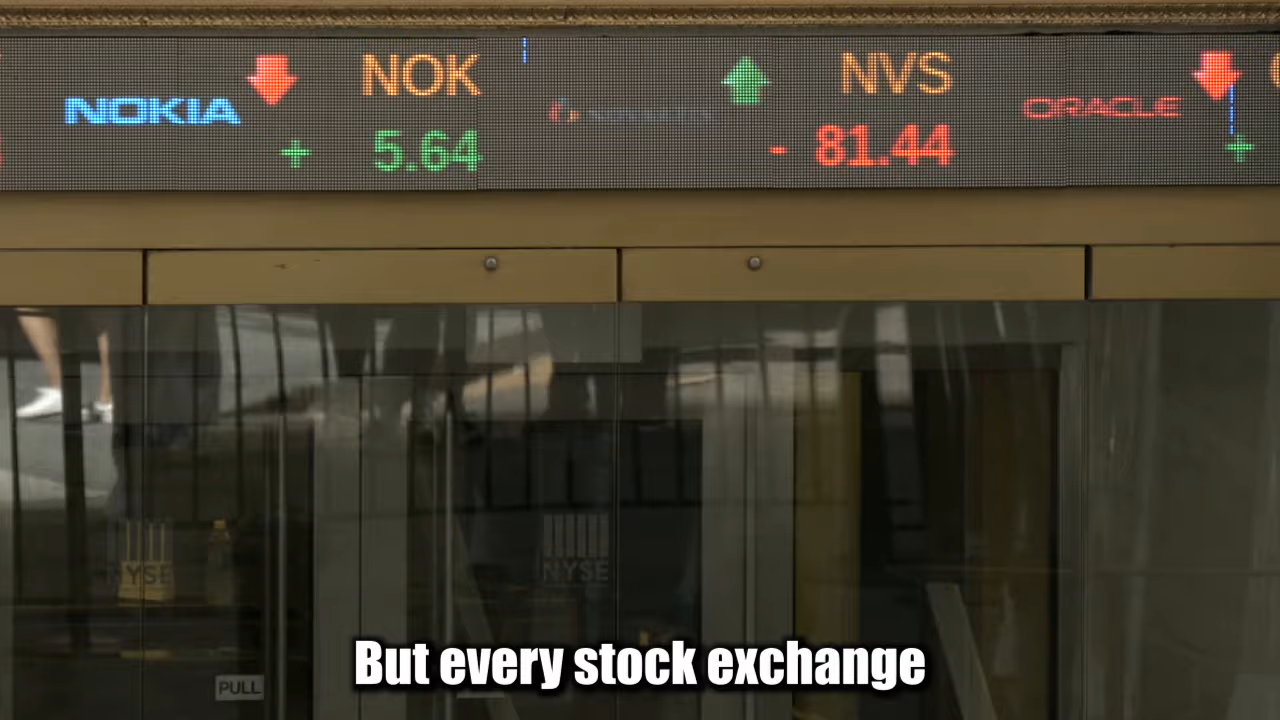 NOKIA
NOK
+ 5.64
NVS
- 81.44
ORACLE
+
NYSE
NYSE
PULL
But every stock exchange